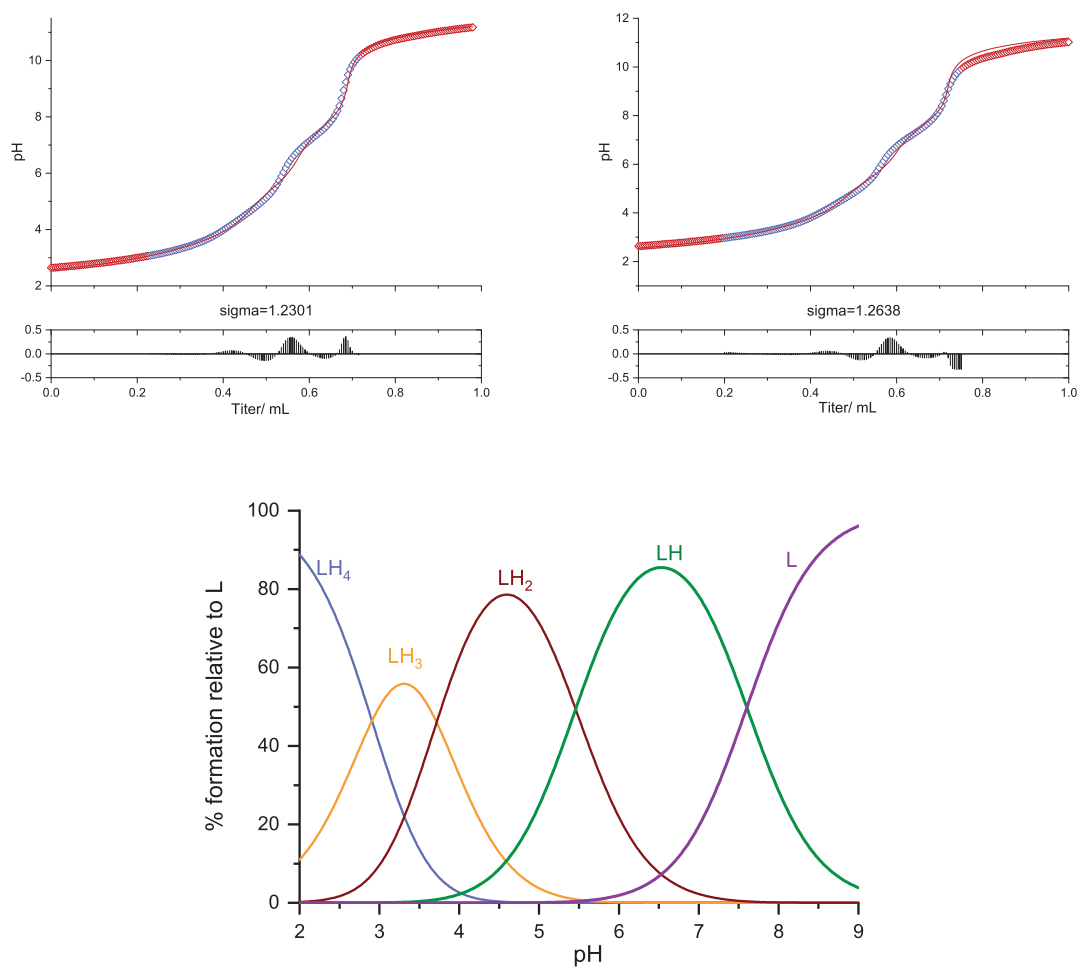 10
8
6
4
2
pH
sigma=1.2301
0.5
0.0
-0.5
0.0
0.2
0.4
0.6
0.8
1.0
Titer/ mL
12
10
8
6
4
2
pH
sigma=1.2638
0.5
0.0
-0.5
0.0
0.2
0.4
0.6
0.8
1.0
Titer/ mL
100
80
60
40
20
0
% formation relative to L
LH4
LH3
LH2
LH
L
2 3 4 5 6 7 8 9
pH